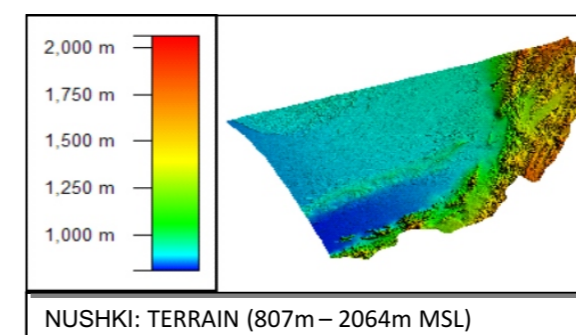 2,000 m
1,750 m
1,500 m
1,250 m
1,000 m
NUSHKI: TERRAIN (807m – 2064m MSL)